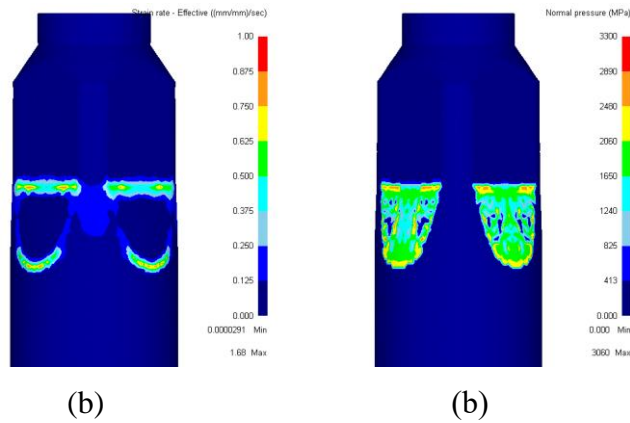 Strain rate - Effective ((mm/mm)/sec)
1.00
0.875
0.750
0.625
0.500
0.375
0.250
0.125
0.000
0.0000291 Min
1.68 Max
(b)
Normal pressure (MPa)
3300
2890
2480
2060
1650
1240
825
413
0.000
0.000 Min
3060 Max
(b)